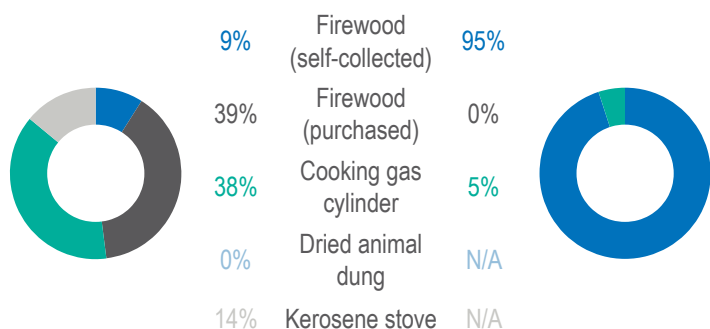 9% Firewood (self-collected) 95%
39% Firewood (purchased) 0%
38% Cooking gas cylinder 5%
0% Dried animal dung N/A
14% Kerosene stove N/A